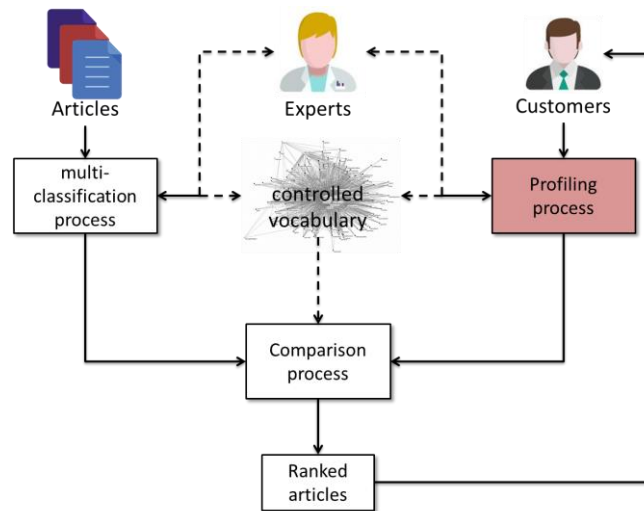 Articles
Experts
Customers
multi-
classification
process
controlled
vocabulary
Profiling
process
Comparison
process
Ranked
articles